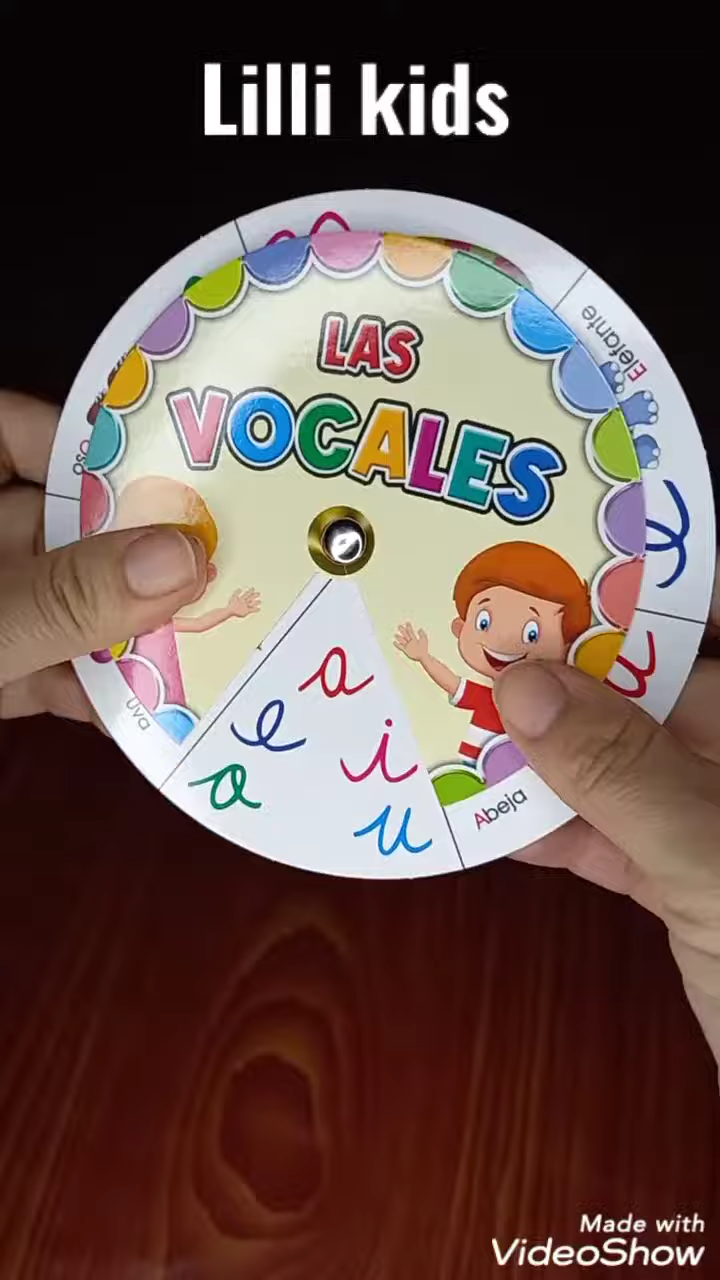 Lilli kids
LAS
VOCALES
Elefante
e
Oso
a
a
e
i
o
u
Uva
Abeja
Made with
VideoShow